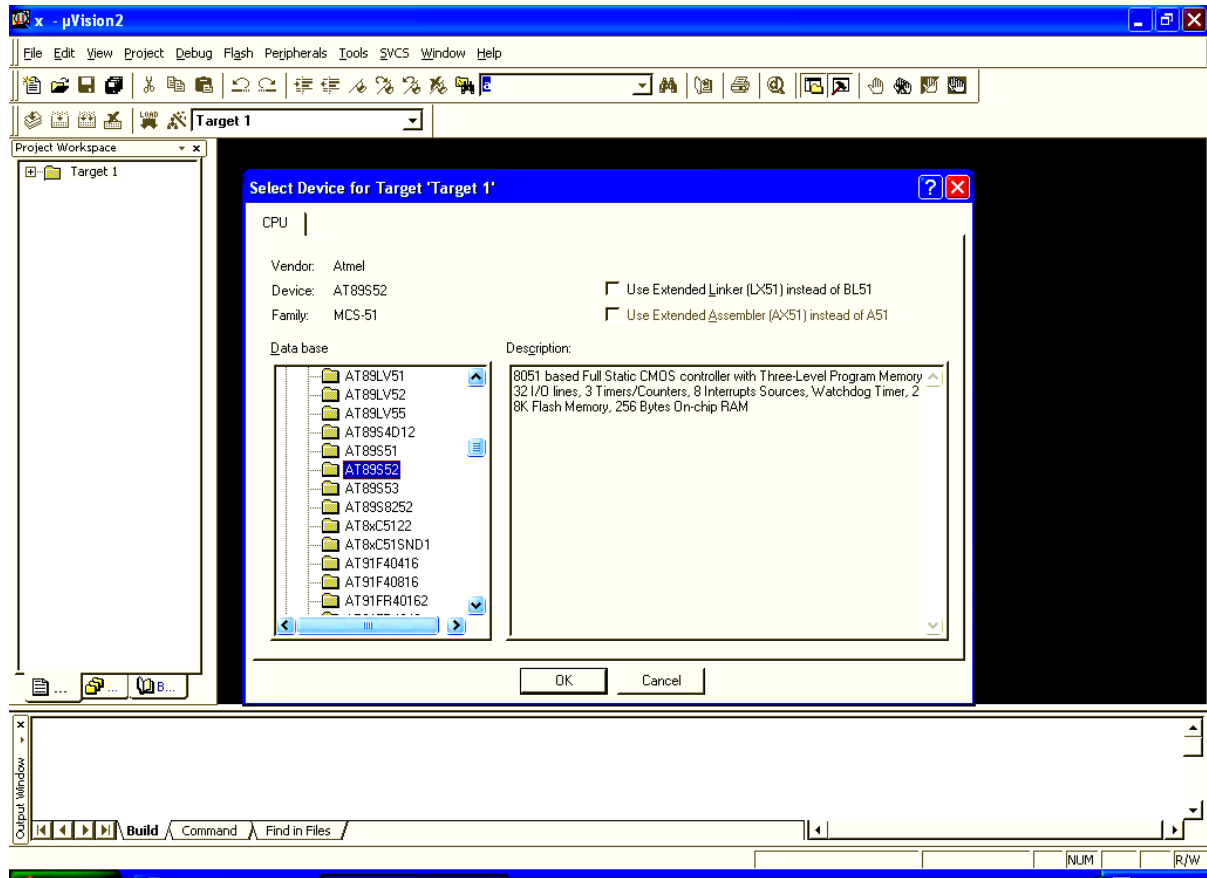 x - µVision2
File Edit View Project Debug Flash Peripherals Tools SVCS Window Help
a
LOAD Target 1
Project Workspace
Target 1
Select Device for Target 'Target 1'
CPU
Vendor: Atmel
Device: AT89S52
Family: MCS-51
Use Extended Linker (LX51) instead of BL51
Use Extended Assembler (AX51) instead of A51
Data base
AT89LV51
AT89LV52
AT89LV55
AT89S4D12
AT89S51
AT89S52
AT89S53
AT89S8252
AT8xC5122
AT8xC51SND1
AT91F40416
AT91F40816
AT91FR40162
Description:
8051 based Full Static CMOS controller with Three-Level Program Memory
32 I/O lines, 3 Timers/Counters, 8 Interrupts Sources, Watchdog Timer, 2
8K Flash Memory, 256 Bytes On-chip RAM
OK Cancel
... ... B...
Output Window
Build Command Find in Files
NUM R/W